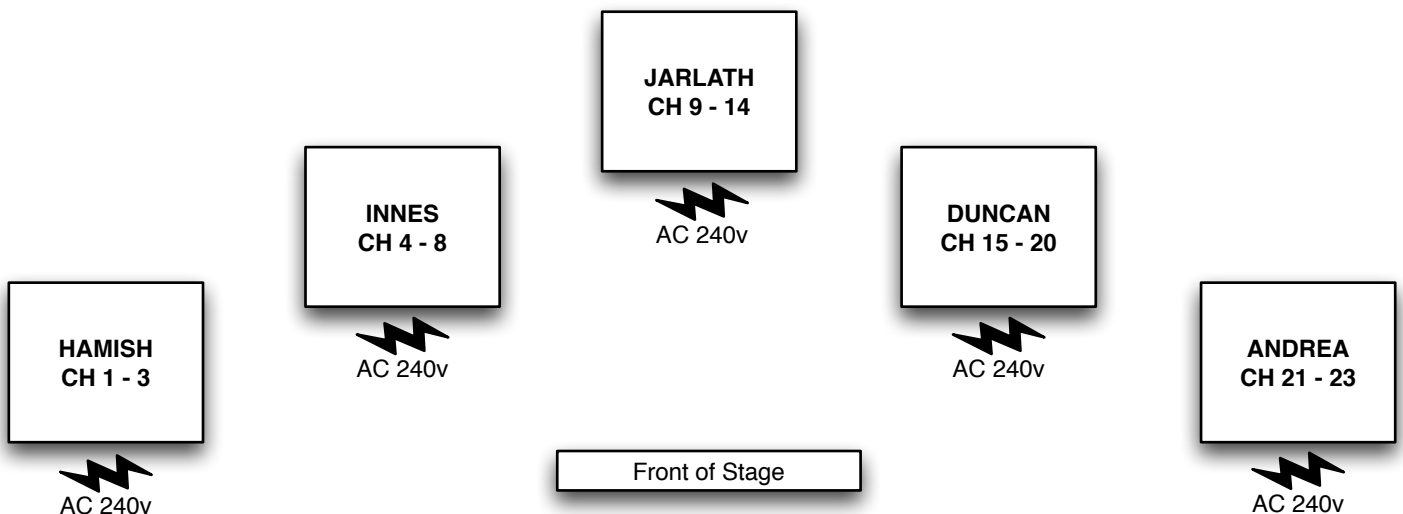 JARLATH
CH 9 - 14
AC 240v
INNES
CH 4 - 8
AC 240v
DUNCAN
CH 15 - 20
AC 240v
HAMISH
CH 1 - 3
AC 240v
ANDREA
CH 21 - 23
AC 240v
Front of Stage